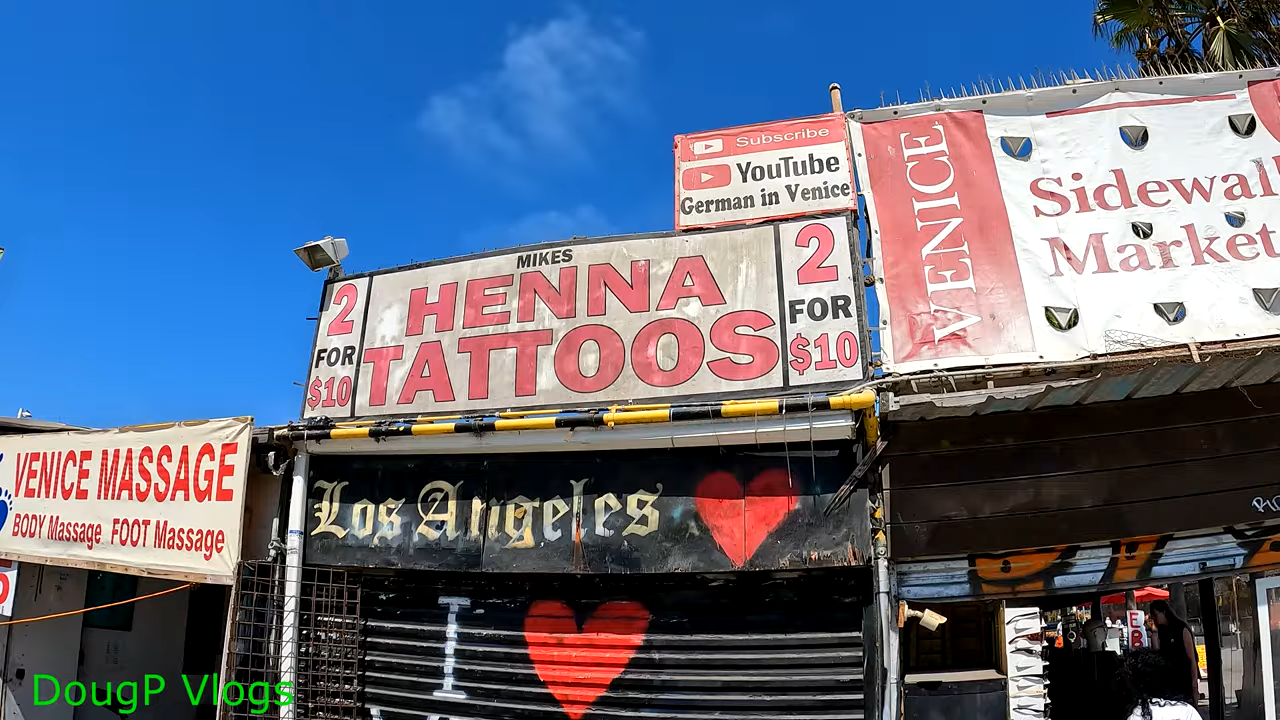 Subscribe
YouTube
German in Venice
VENICE
Sidewal
Market
MIKES
HENNA
TATTOOS
2
FOR
$10
2
FOR
$10
VENICE MASSAGE
BODY Massage FOOT Massage
Los Angeles
I
DougP Vlogs